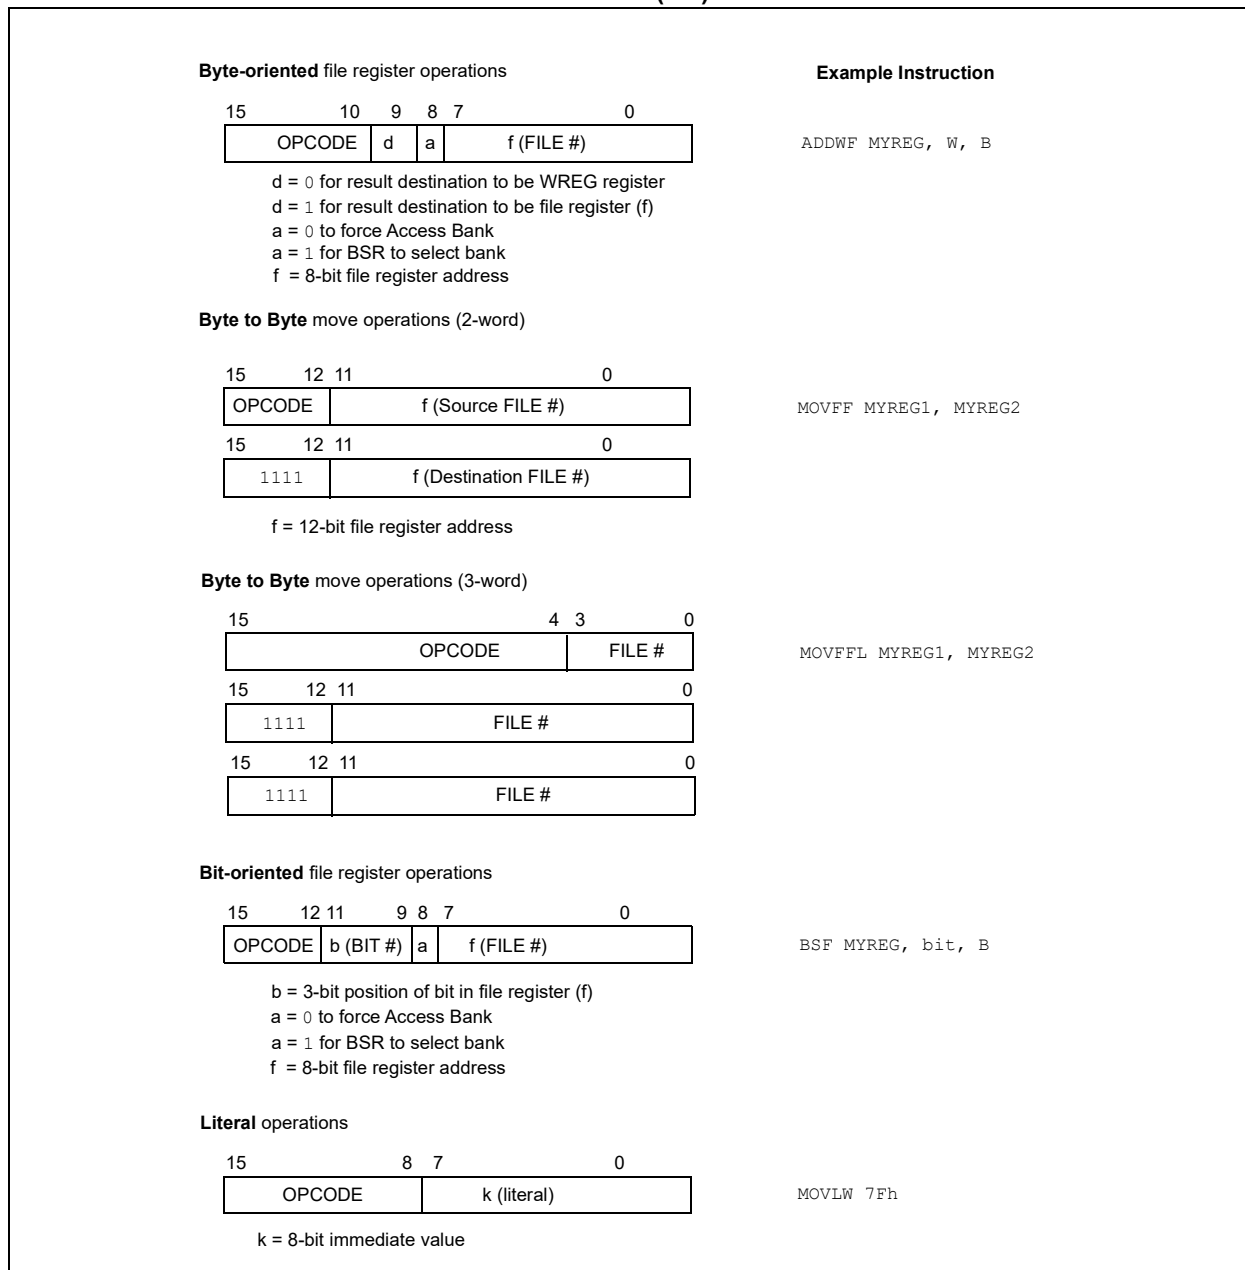 Byte-oriented file register operations Example Instruction
15 10 9 8 7 0
OPCODE d a f (FILE #) ADDWF MYREG, W, B
d = 0 for result destination to be WREG register
d = 1 for result destination to be file register (f)
a = 0 to force Access Bank
a = 1 for BSR to select bank
f = 8-bit file register address
Byte to Byte move operations (2-word)
15 12 11 0
OPCODE f (Source FILE #) MOVFF MYREG1, MYREG2
15 12 11 0
1111 f (Destination FILE #)
f = 12-bit file register address
Byte to Byte move operations (3-word)
15 4 3 0
OPCODE FILE # MOVFFL MYREG1, MYREG2
15 12 11 0
1111 FILE #
15 12 11 0
1111 FILE #
Bit-oriented file register operations
15 12 11 9 8 7 0
OPCODE b (BIT #) a f (FILE #) BSF MYREG, bit, B
b = 3-bit position of bit in file register (f)
a = 0 to force Access Bank
a = 1 for BSR to select bank
f = 8-bit file register address
Literal operations
15 8 7 0
OPCODE k (literal) MOVLW 7Fh
k = 8-bit immediate value